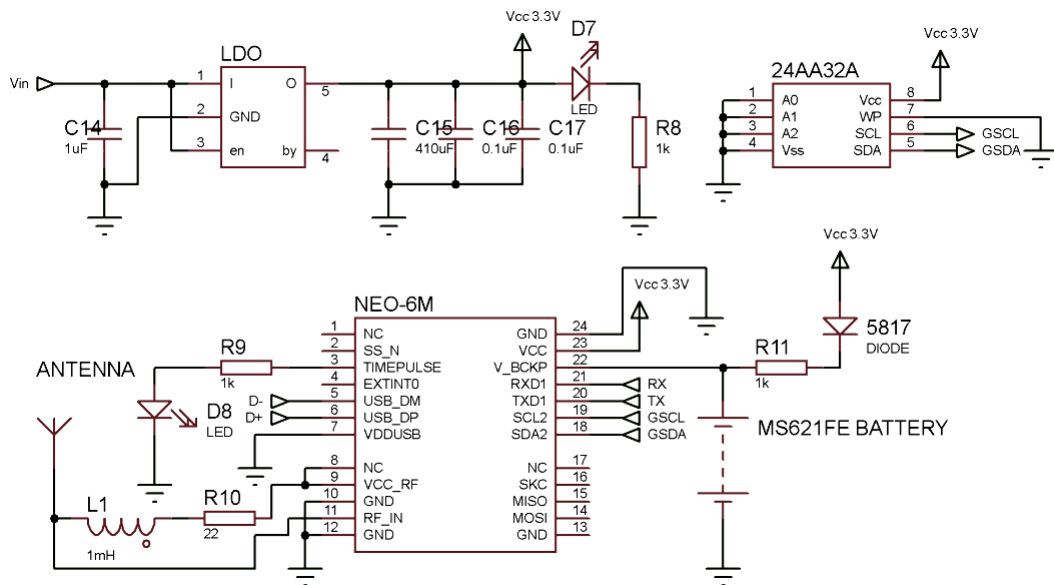 Vcc 3.3V
D7
Vcc 3.3V
LDO
24AA32A
Vin
1 I O 5
LED
2 GND
3 en by 4
C14
1uF
C15
410uF
C16
0.1uF
C17
0.1uF
R8
1k
1 A0 Vcc 8
2 A1 WP 7
3 A2 SCL 6 GSCL
4 Vss SDA 5 GSDA
Vcc 3.3V
Vcc 3.3V
NEO-6M
5817
DIODE
ANTENNA
R9
1k
R11
1k
D8
LED
D-
D+
1 NC GND 24
2 SS_N VCC 23
3 TIMEPULSE V_BCKP 22
4 EXTINT0 RXD1 21 RX
5 USB_DM TXD1 20 TX
6 USB_DP SCL2 19 GSCL
7 VDDUSB SDA2 18 GSDA
8 NC NC 17
9 VCC_RF SKC 16
10 GND MISO 15
11 RF_IN MOSI 14
12 GND GND 13
MS621FE BATTERY
L1
1mH
R10
22